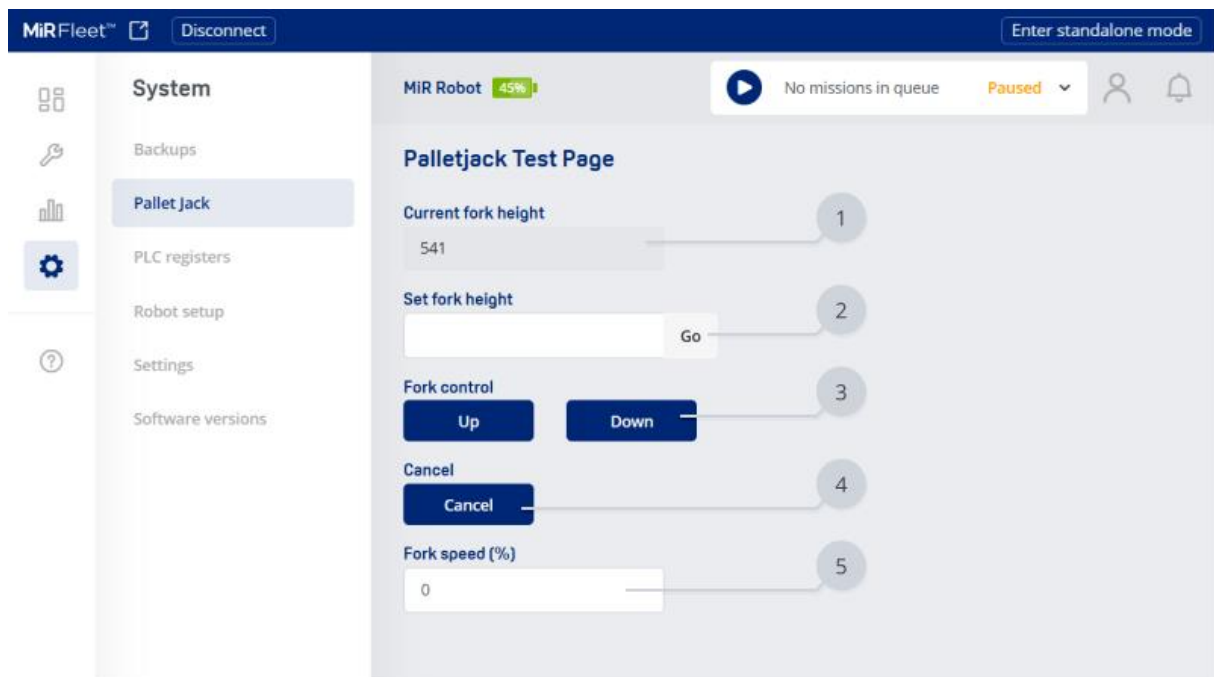 MiRFleet™ Disconnect Enter standalone mode
System
Backups
Pallet Jack
PLC registers
Robot setup
Settings
Software versions
MiR Robot 45% No missions in queue Paused
Palletjack Test Page
Current fork height
541
1
Set fork height
Go
2
Fork control
Up Down
3
Cancel
Cancel
4
Fork speed (%)
0
5
?